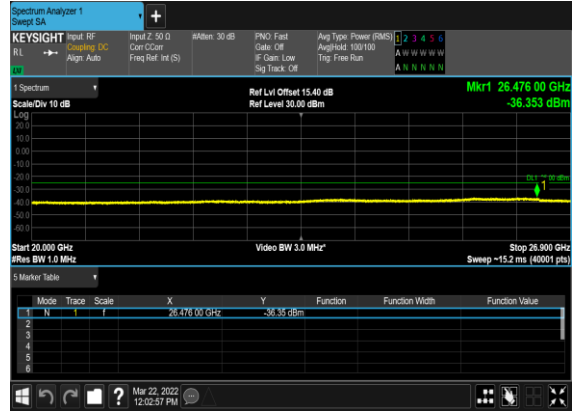 Spectrum Analyzer 1
Swept SA
+
KEYSIGHT Input: RF Input Z: 50 Ω #Atten: 30 dB PNO: Fast Avg Type: Power (RMS) 1 2 3 4 5 6
RL Coupling: DC Corr CCorr Gate: Off Avg|Hold: 100/100 A W W W W W
Align: Auto Freq Ref: Int (S) IF Gain: Low Trig: Free Run
Sig Track: Off A N N N N N
1 Spectrum Ref Lvl Offset 15.40 dB Mkr1 26.476 00 GHz
Scale/Div 10 dB Ref Level 30.00 dBm -36.353 dBm
Log
20.0
10.0
0.00
-10.0
-20.0
DL1 00 dBm
-30.0
1
-40.0
-50.0
-60.0
Start 20.000 GHz Video BW 3.0 MHz* Stop 26.900 GHz
#Res BW 1.0 MHz Sweep ~15.2 ms (40001 pts)
5 Marker Table
Mode Trace Scale X Y Function Function Width Function Value
1 N 1 f 26.476 00 GHz -36.35 dBm
2
3
4
5
6
? Mar 22, 2022
12:02:57 PM